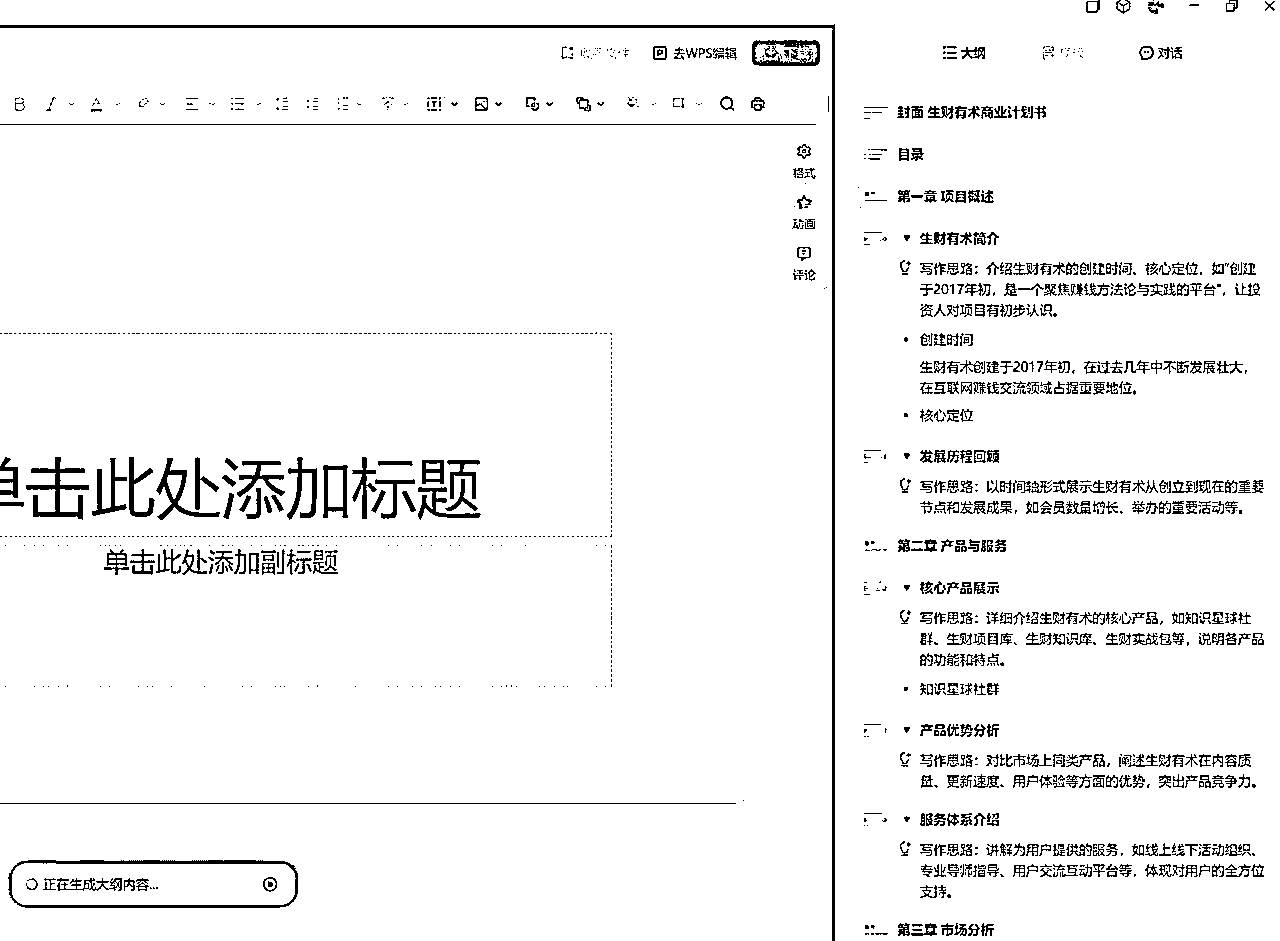 去WPS编辑
下载
大纲
对话
格式
动画
评论
单击此处添加标题
单击此处添加副标题
正在生成大纲内容...
封面 生财有术商业计划书
目录
第一章 项目概述
生财有术简介
写作思路：介绍生财有术的创建时间、核心定位，如"创建
于2017年初，是一个聚焦赚钱方法论与实践的平台"，让投
资人对项目有初步认识。
创建时间
生财有术创建于2017年初，在过去几年中不断发展壮大，
在互联网赚钱交流领域占据重要地位。
核心定位
发展历程回顾
写作思路：以时间轴形式展示生财有术从创立到现在的重要
节点和发展成果，如会员数量增长、举办的重要活动等。
第二章 产品与服务
核心产品展示
写作思路：详细介绍生财有术的核心产品，如知识星球社
群、生财项目库、生财知识库、生财实战包等，说明各产品
的功能和特点。
知识星球社群
产品优势分析
写作思路：对比市场上同类产品，阐述生财有术在内容质
量、更新速度、用户体验等方面的优势，突出产品竞争力。
服务体系介绍
写作思路：讲解为用户提供的服务，如线上线下活动组织、
专业导师指导、用户交流互动平台等，体现对用户的全方位
支持。
第三章 市场分析